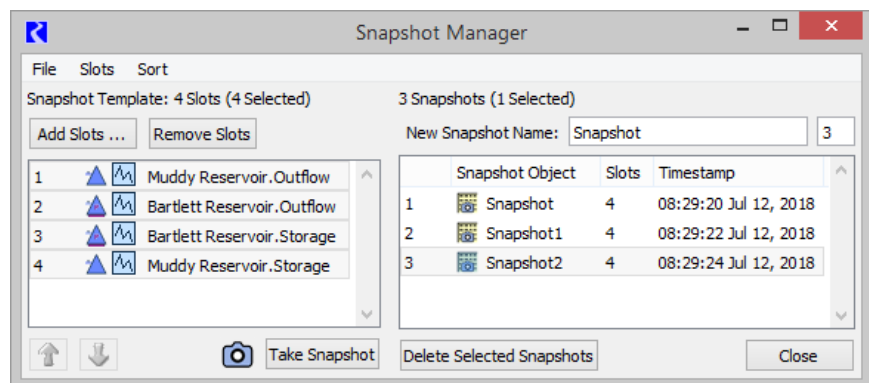 Snapshot Manager
File Slots Sort
Snapshot Template: 4 Slots (4 Selected)
3 Snapshots (1 Selected)
Add Slots ... Remove Slots
New Snapshot Name: Snapshot 3
1 Muddy Reservoir.Outflow
2 Bartlett Reservoir.Outflow
3 Bartlett Reservoir.Storage
4 Muddy Reservoir.Storage
Snapshot Object Slots Timestamp
1 Snapshot 4 08:29:20 Jul 12, 2018
2 Snapshot1 4 08:29:22 Jul 12, 2018
3 Snapshot2 4 08:29:24 Jul 12, 2018
Take Snapshot
Delete Selected Snapshots
Close